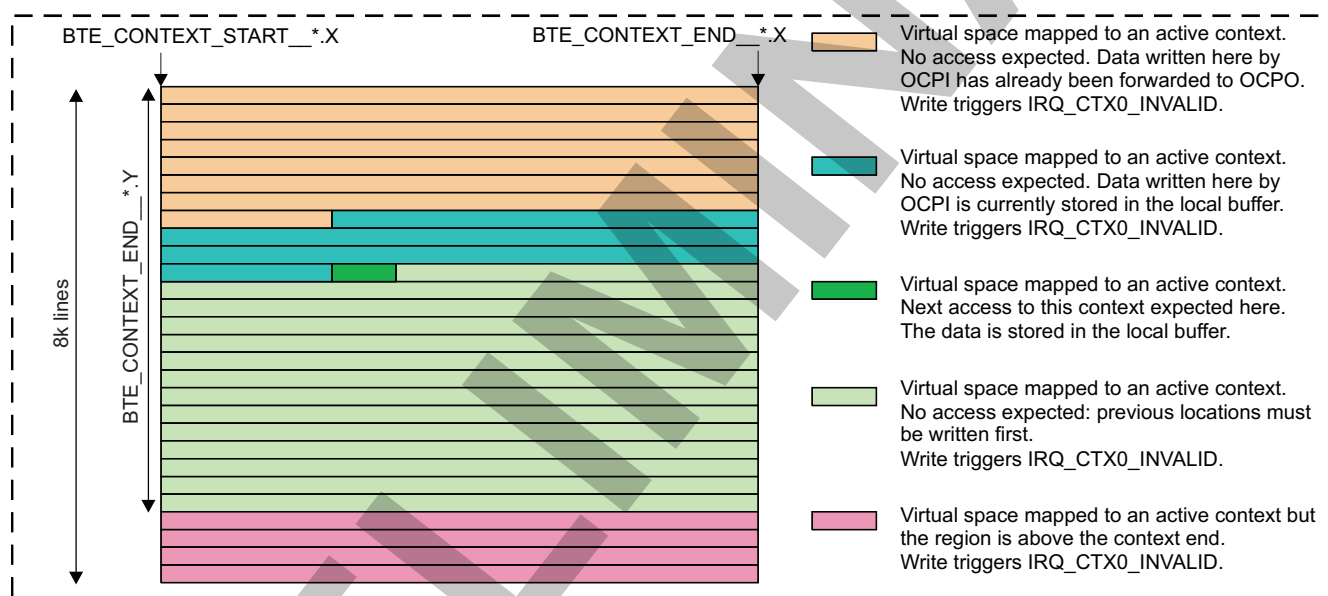 BTE_CONTEXT_START__*.X
BTE_CONTEXT_END__*.X
8k lines
BTE_CONTEXT_END__*.Y
Virtual space mapped to an active context.
No access expected. Data written here by
OCPI has already been forwarded to OCPO.
Write triggers IRQ_CTX0_INVALID.
Virtual space mapped to an active context.
No access expected. Data written here by
OCPI is currently stored in the local buffer.
Write triggers IRQ_CTX0_INVALID.
Virtual space mapped to an active context.
Next access to this context expected here.
The data is stored in the local buffer.
Virtual space mapped to an active context.
No access expected: previous locations must
be written first.
Write triggers IRQ_CTX0_INVALID.
Virtual space mapped to an active context but
the region is above the context end.
Write triggers IRQ_CTX0_INVALID.